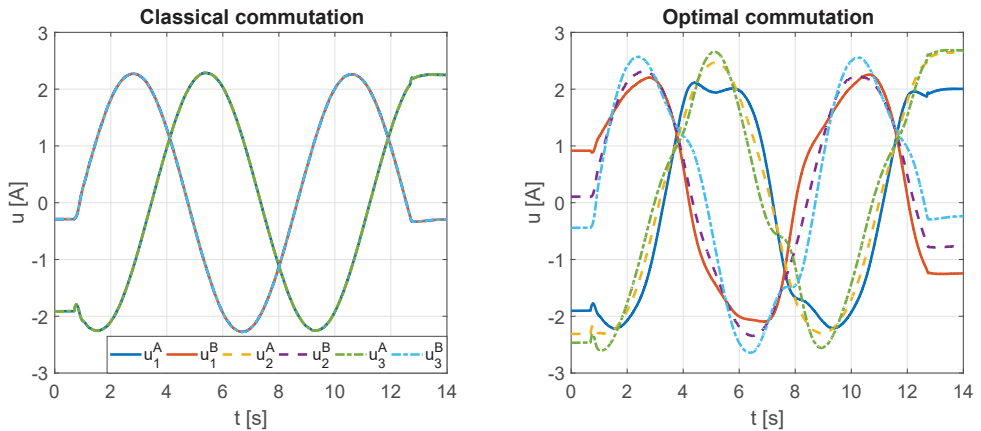 Classical commutation
3
2
1
0
-1
-2
-3
u [A]
u₁ᴬ u₁ᴮ u₂ᴬ u₂ᴮ u₃ᴬ u₃ᴮ
0 2 4 6 8 10 12 14
t [s]
Optimal commutation
3
2
1
0
-1
-2
-3
u [A]
0 2 4 6 8 10 12 14
t [s]